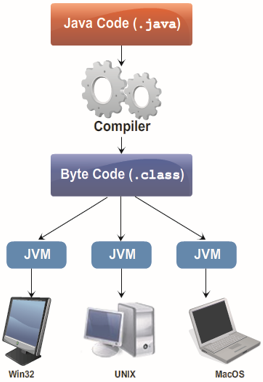 Java Code (.java)
Compiler
Byte Code (.class)
JVM JVM JVM
Win32 UNIX MacOS